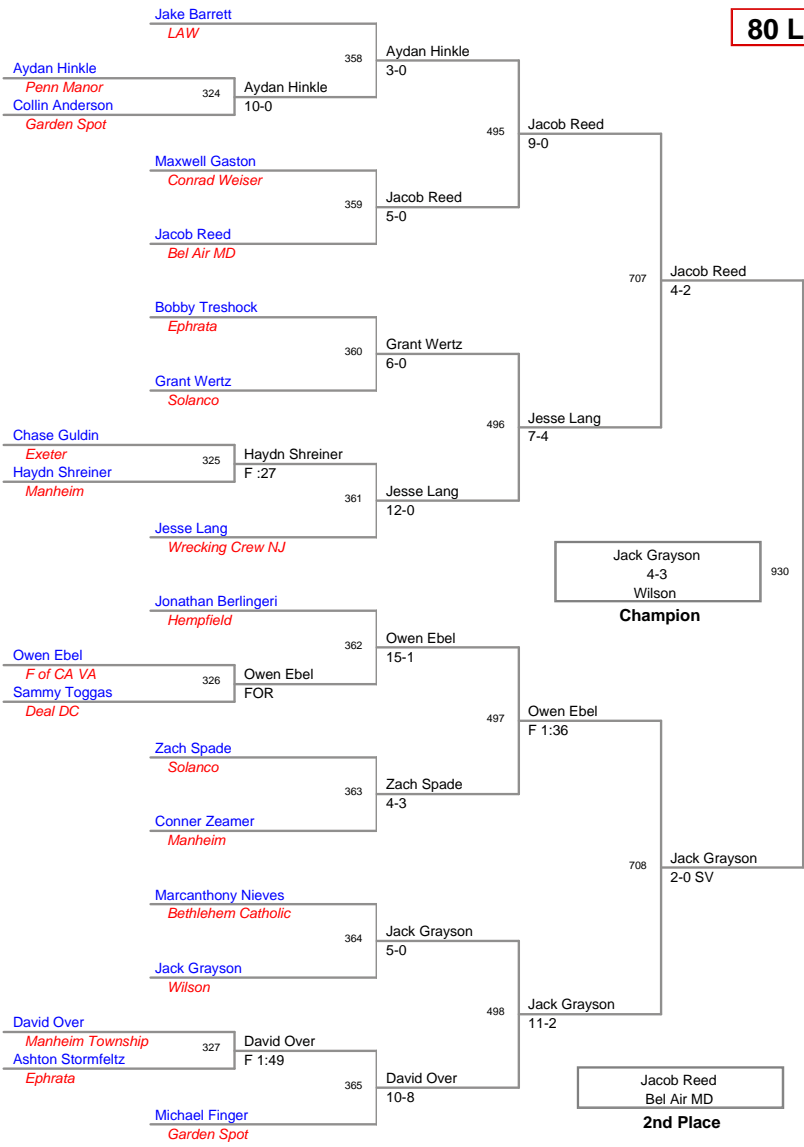 Jake Barrett
LAW
80 L
358
Aydan Hinkle
3-0
Aydan Hinkle
Penn Manor
324
Aydan Hinkle
10-0
Collin Anderson
Garden Spot
495
Jacob Reed
9-0
Maxwell Gaston
Conrad Weiser
359
Jacob Reed
5-0
Jacob Reed
Bel Air MD
707
Jacob Reed
4-2
Bobby Treshock
Ephrata
360
Grant Wertz
6-0
Grant Wertz
Solanco
496
Jesse Lang
7-4
Chase Guldin
Exeter
325
Haydn Shreiner
F :27
Haydn Shreiner
Manheim
361
Jesse Lang
12-0
Jesse Lang
Wrecking Crew NJ
Jack Grayson
4-3
Wilson
930
Champion
Jonathan Berlingeri
Hempfield
362
Owen Ebel
15-1
Owen Ebel
F of CA VA
326
Owen Ebel
FOR
Sammy Toggas
Deal DC
497
Owen Ebel
F 1:36
Zach Spade
Solanco
363
Zach Spade
4-3
Conner Zeamer
Manheim
708
Jack Grayson
2-0 SV
Marcanthony Nieves
Bethlehem Catholic
364
Jack Grayson
5-0
Jack Grayson
Wilson
498
Jack Grayson
11-2
David Over
Manheim Township
327
David Over
F 1:49
Ashton Stormfeltz
Ephrata
365
David Over
10-8
Michael Finger
Garden Spot
Jacob Reed
Bel Air MD
2nd Place